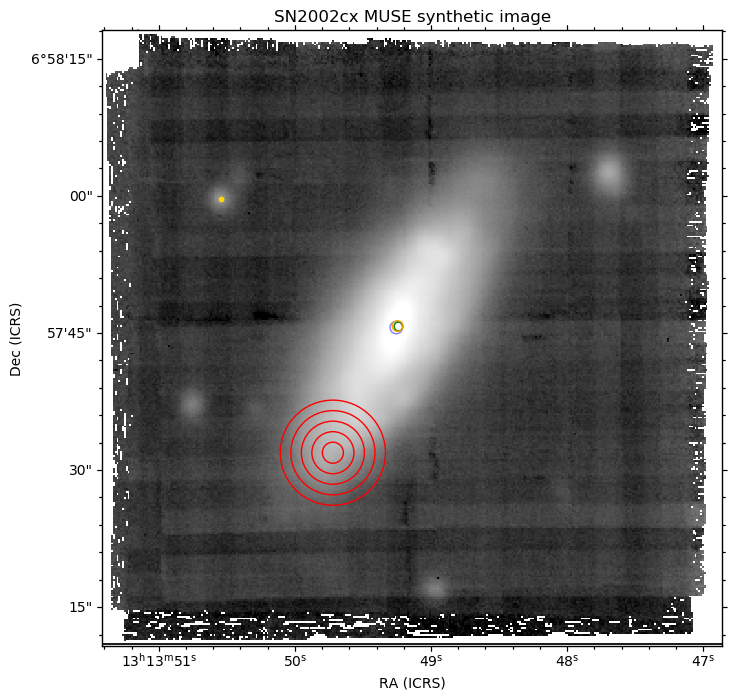 SN2002cx MUSE synthetic image
6°58'15"
00"
57'45"
30"
15"
Dec (ICRS)
13h13m51s 50s 49s 48s 47s
RA (ICRS)